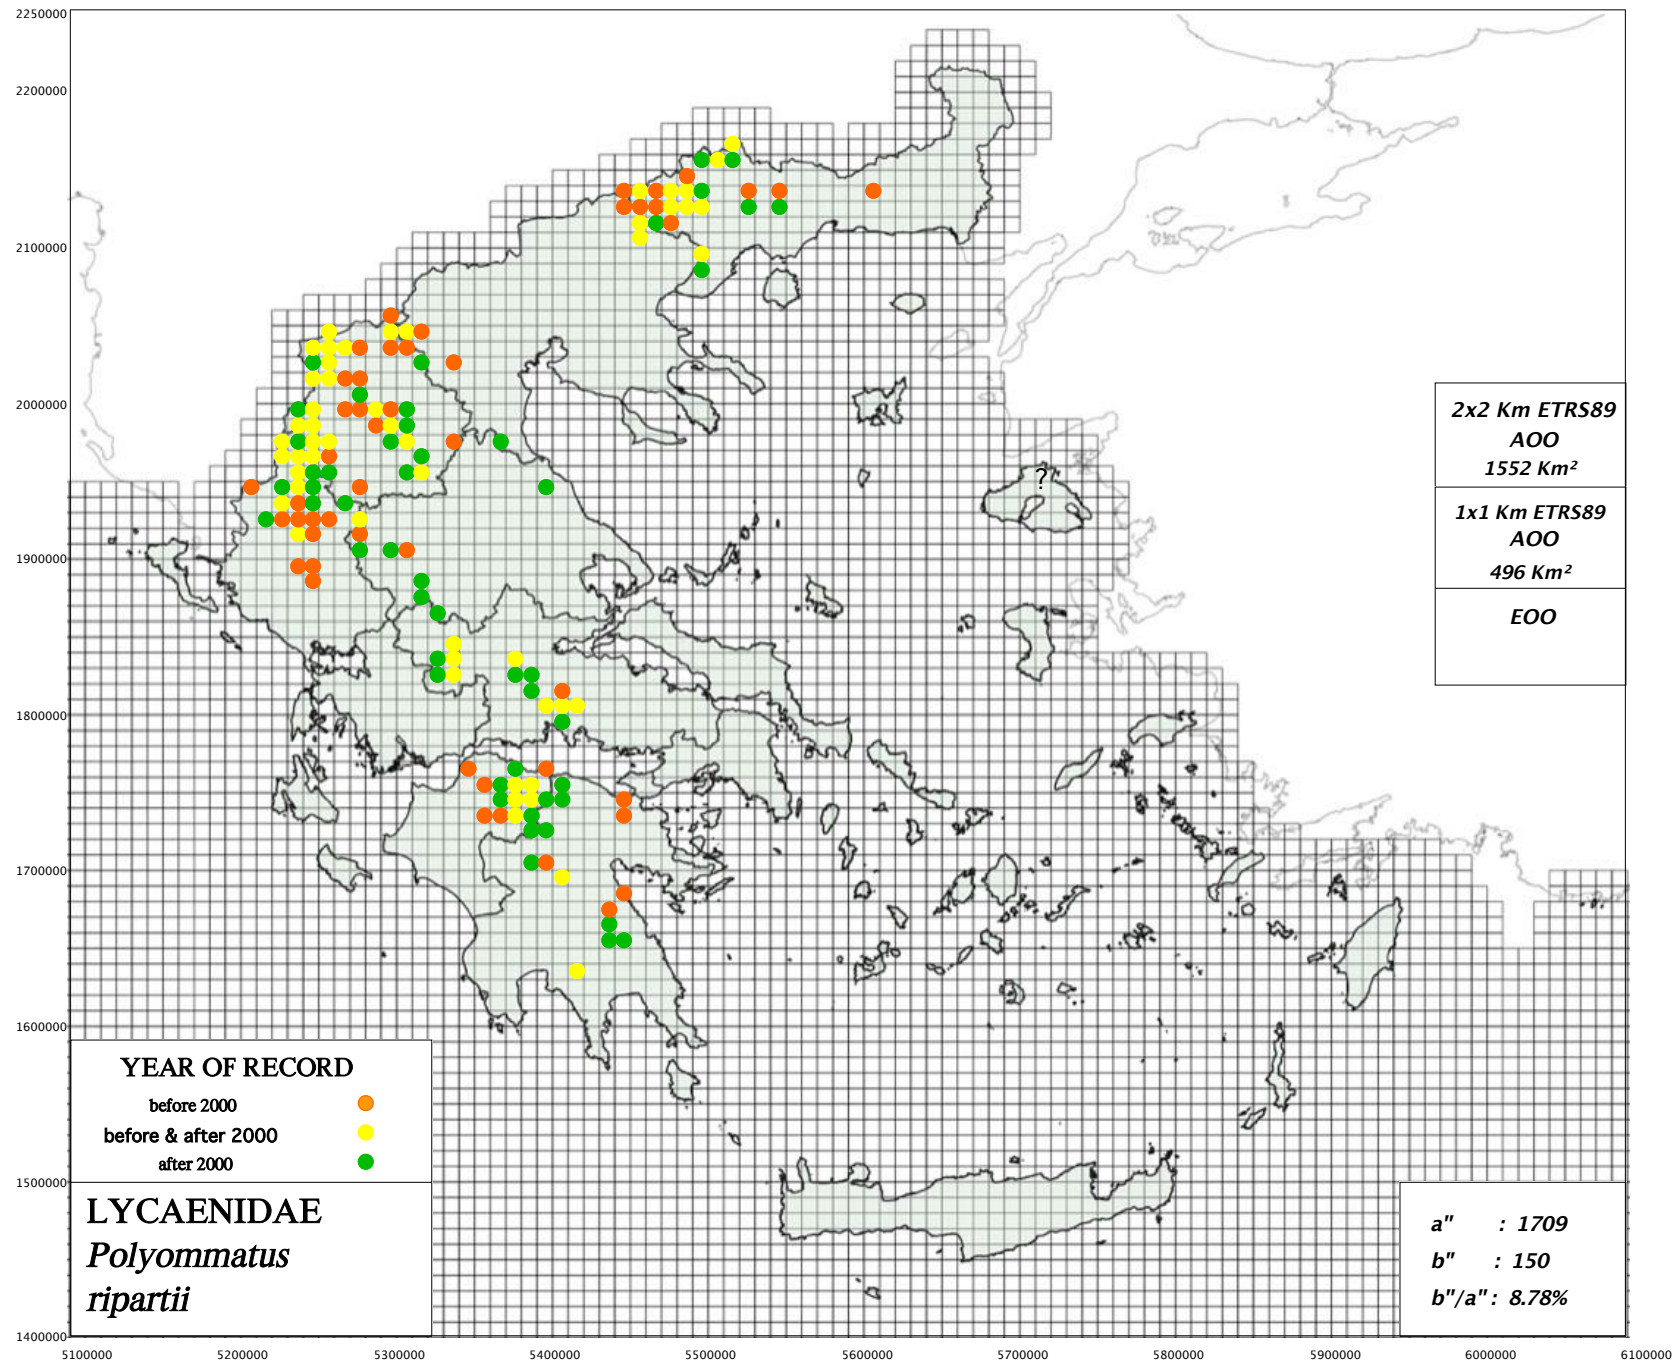 2250000
2200000
2100000
2000000
1900000
1800000
1700000
1600000
1500000
1400000
5100000 5200000 5300000 5400000 5500000 5600000 5700000 5800000 5900000 6000000 6100000
?
2x2 Km ETRS89
AOO
1552 Km²
1x1 Km ETRS89
AOO
496 Km²
EOO
YEAR OF RECORD
before 2000
before & after 2000
after 2000
LYCAENIDAE
Polyommatus
ripartii
a" : 1709
b" : 150
b"/a" : 8.78%